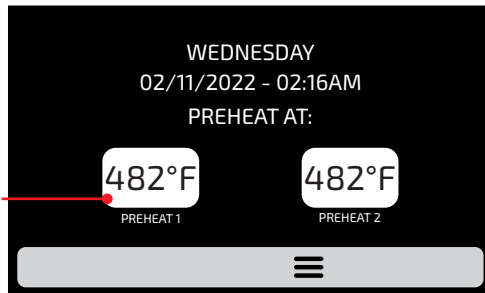 WEDNESDAY
02/11/2022 - 02:16AM
PREHEAT AT:
482°F 482°F
PREHEAT 1 PREHEAT 2